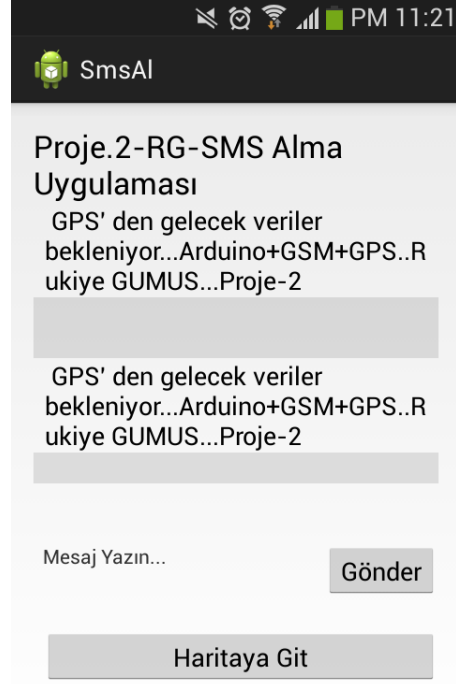 PM 11:21
SmsAl
Proje.2-RG-SMS Alma
Uygulaması
GPS' den gelecek veriler
bekleniyor...Arduino+GSM+GPS..R
ukiye GUMUS...Proje-2
GPS' den gelecek veriler
bekleniyor...Arduino+GSM+GPS..R
ukiye GUMUS...Proje-2
Mesaj Yazın...
Gönder
Haritaya Git